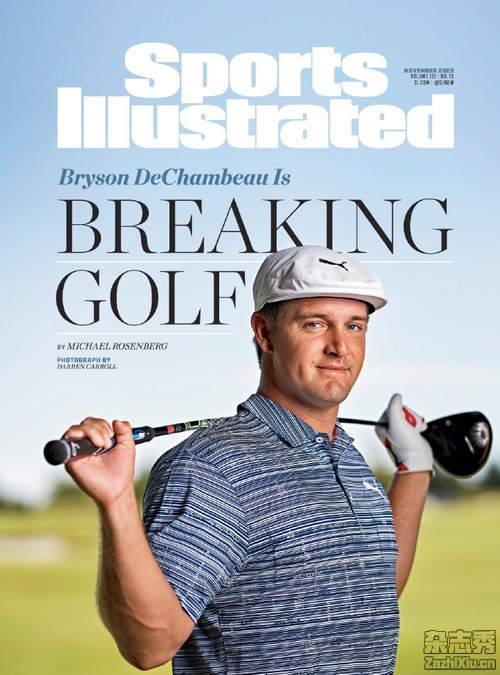 Sports
Illustrated
NOVEMBER 2020
VOLUME 131 | NO. 13
SI.COM | @SINOW
Bryson DeChambeau Is
BREAKING
GOLF
BY MICHAEL ROSENBERG
PHOTOGRAPH BY
DARREN CARROLL
杂志秀
ZaZhiXiu.cn